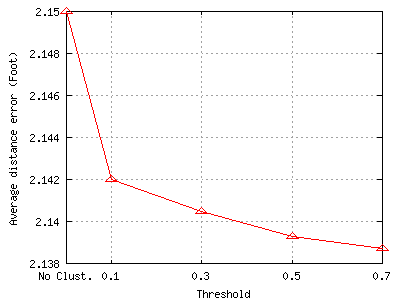 2.15
2.148
2.146
2.144
2.142
2.14
2.138
Average distance error (Foot)
No Clust. 0.1 0.3 0.5 0.7
Threshold